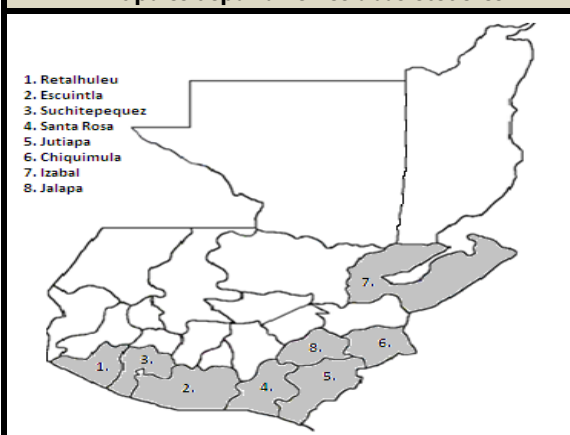 1. Retalhuleu
2. Escuintla
3. Suchitepequez
4. Santa Rosa
5. Jutiapa
6. Chiquimula
7. Izabal
8. Jalapa
7.
8.
6.
1.
3.
5.
2.
4.